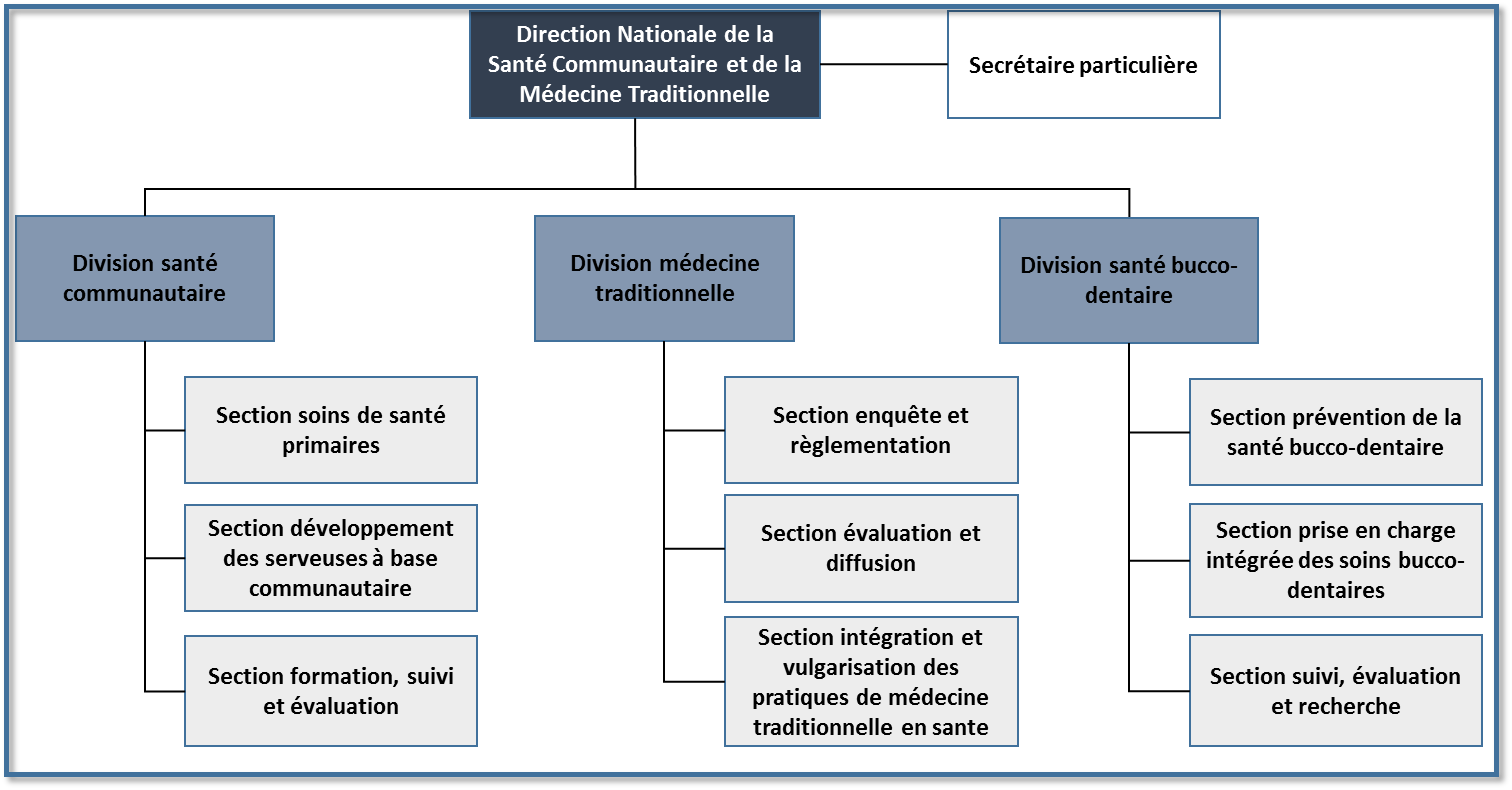 Direction Nationale de la
Santé Communautaire et de la
Médecine Traditionnelle
Secrétaire particulière
Division santé
communautaire
Section soins de santé
primaires
Section développement
des serveuses à base
communautaire
Section formation, suivi
et évaluation
Division médecine
traditionnelle
Section enquête et
règlementation
Section évaluation et
diffusion
Section intégration et
vulgarisation des
pratiques de médecine
traditionnelle en sante
Division santé bucco-
dentaire
Section prévention de la
santé bucco-dentaire
Section prise en charge
intégrée des soins bucco-
dentaires
Section suivi, évaluation
et recherche